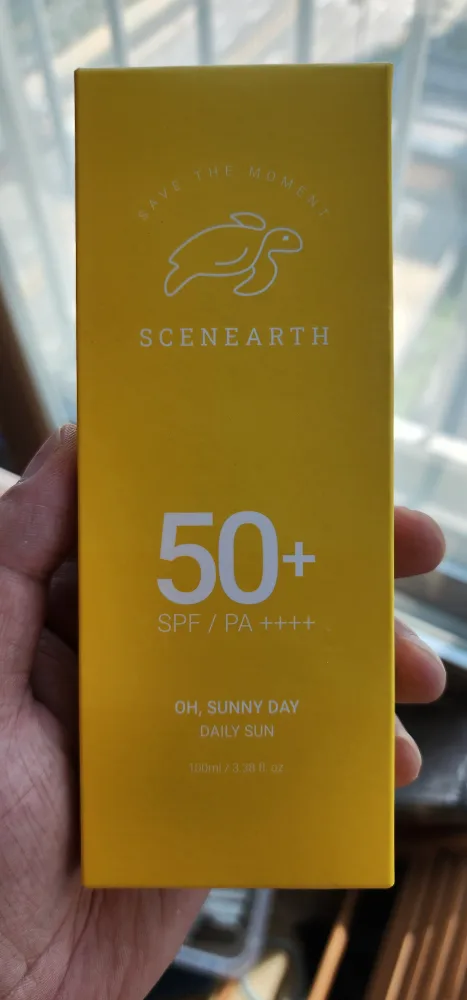 SAVE THE MOMENT
SCENEARTH
50+
SPF / PA ++++
OH, SUNNY DAY
DAILY SUN
100ml / 3.38 fl. oz